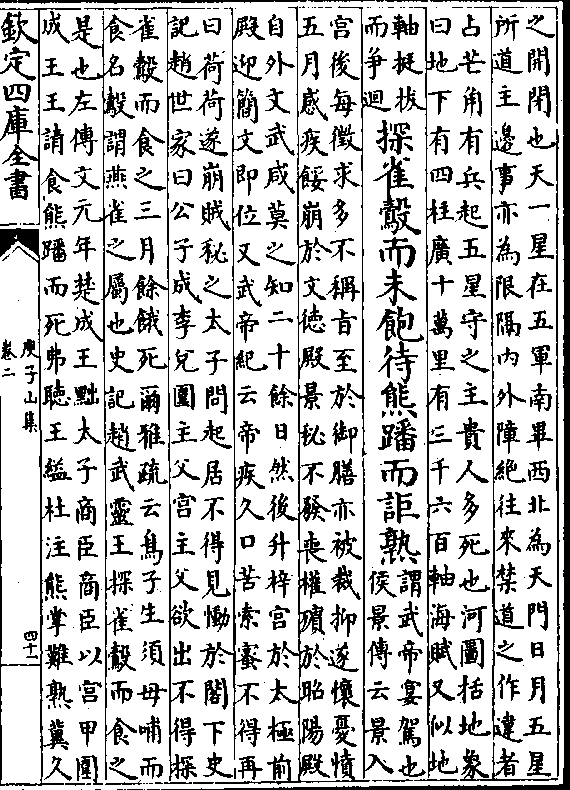 之開閉也天一星在五軍南畢西北為天門日月五星
所道主邊事亦為限隔内外障絶往來禁道之作違者
占芒角有兵起五星守之主貴人多死也河圖括地象
曰地下有四柱廣十萬里有三千六百軸海賦又似地
軸挺拔
而爭迴
探雀鷇而未飽待熊蹯而詎熟
謂武帝宴駕也
侯景傳云景入
宮後每徵求多不稱旨至於御膳亦被裁抑遂懷憂憤
五月感疾餒崩於文徳殿景秘不發喪權殯於昭陽殿
自外文武咸莫之知二十餘日然後升梓宮於太極前
殿迎簡文即位又武帝紀云帝疾久口苦索蜜不得再
曰荷荷遂崩賊秘之太子問起居不得見慟於閣下史
記趙世家曰公子成李兌圍主父宮主父欲出不得探
雀鷇而食之三月餘餓死爾雅疏云鳥子生須母哺而
食名鷇謂燕雀之屬也史記趙武靈王探雀鷇而食之
是也左傳文元年楚成王黜太子商臣商臣以宮甲圍
成王王請食熊蹯而死弗聽王縊杜注熊掌難熟冀久
欽定四庫全書
庾子山集
卷二
四十一